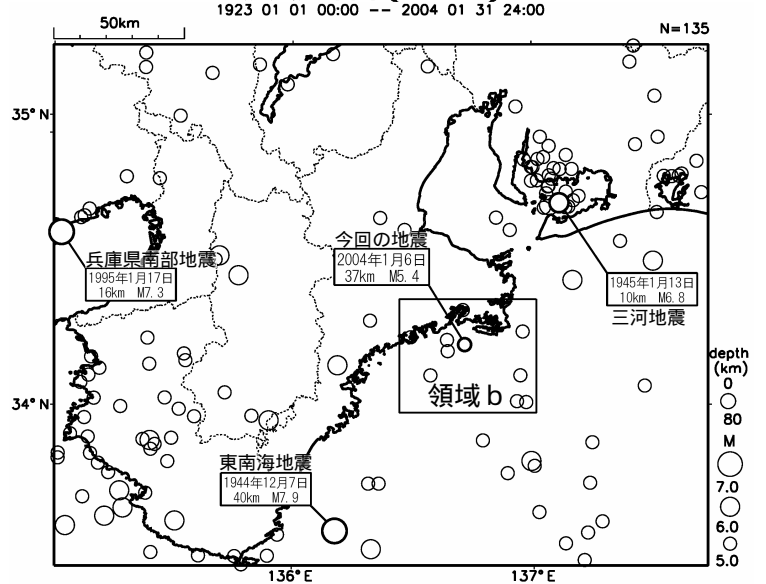 1923 01 01 00:00 -- 2004 01 31 24:00
50km
N=135
35°N
今回の地震
2004年1月6日
37km M5.4
兵庫県南部地震
1995年1月17日
16km M7.3
1945年1月13日
10km M6.8
三河地震
領域b
34°N
東南海地震
1944年12月7日
40km M7.9
depth
(km)
0
80
M
7.0
6.0
5.0
136°E
137°E